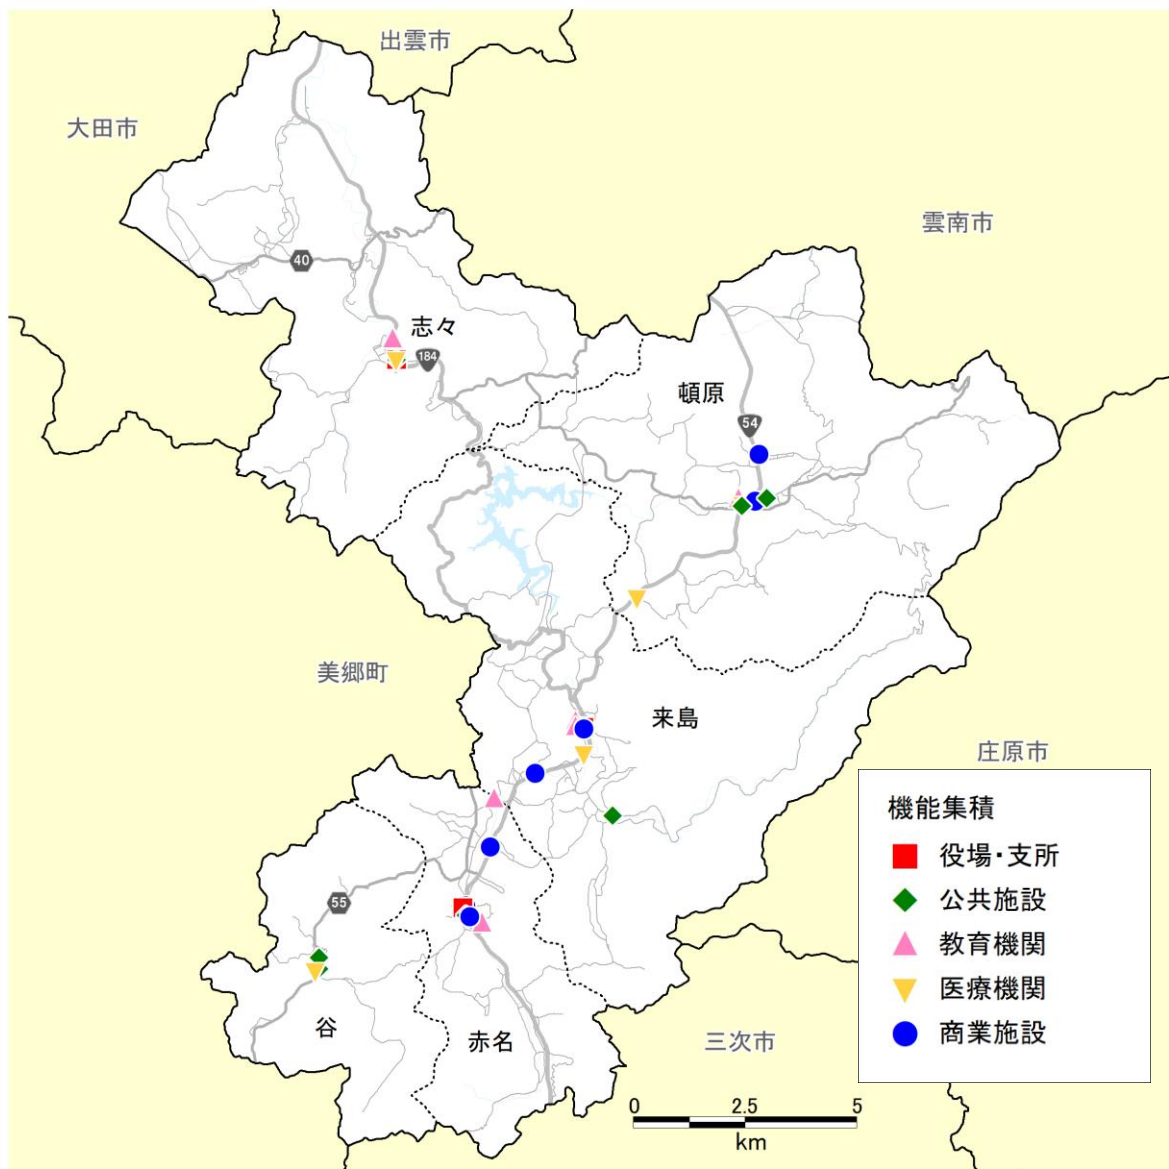 出雲市
大田市
雲南市
40
志々
184
頓原
54
美郷町
来島
庄原市
機能集積
役場・支所
公共施設
教育機関
医療機関
商業施設
55
谷
赤名
三次市
0 2.5 5
km